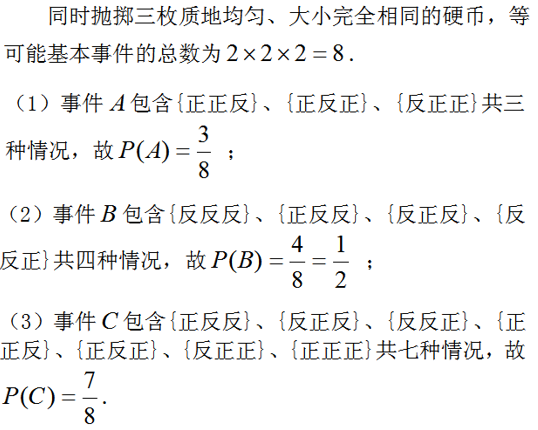 同时抛掷三枚质地均匀、大小完全相同的硬币，等
可能基本事件的总数为 2×2×2=8．
（1）事件 A 包含{正正反}、{正反正}、{反正正}共三
种情况，故 P(A) = 3/8 ；
（2）事件 B 包含{反反反}、{正反反}、{反正反}、{反
反正}共四种情况，故 P(B) = 4/8 = 1/2 ；
（3）事件 C 包含{正反反}、{反正反}、{反反正}、{正
正反}、{正反正}、{反正正}、{正正正}共七种情况，故
P(C) = 7/8．